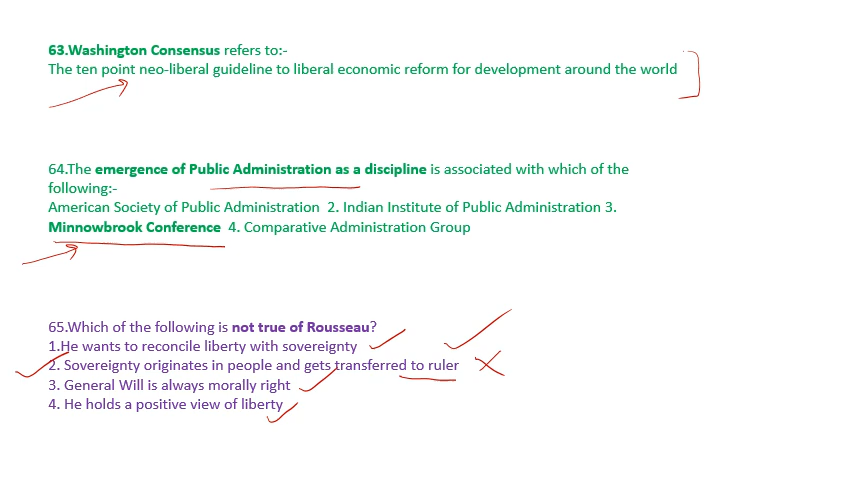 63.Washington Consensus refers to:-
The ten point neo-liberal guideline to liberal economic reform for development around the world
64.The emergence of Public Administration as a discipline is associated with which of the
following:-
American Society of Public Administration  2. Indian Institute of Public Administration 3.
Minnowbrook Conference  4. Comparative Administration Group
65.Which of the following is not true of Rousseau?
1.He wants to reconcile liberty with sovereignty
2. Sovereignty originates in people and gets transferred to ruler
3. General Will is always morally right
4. He holds a positive view of liberty